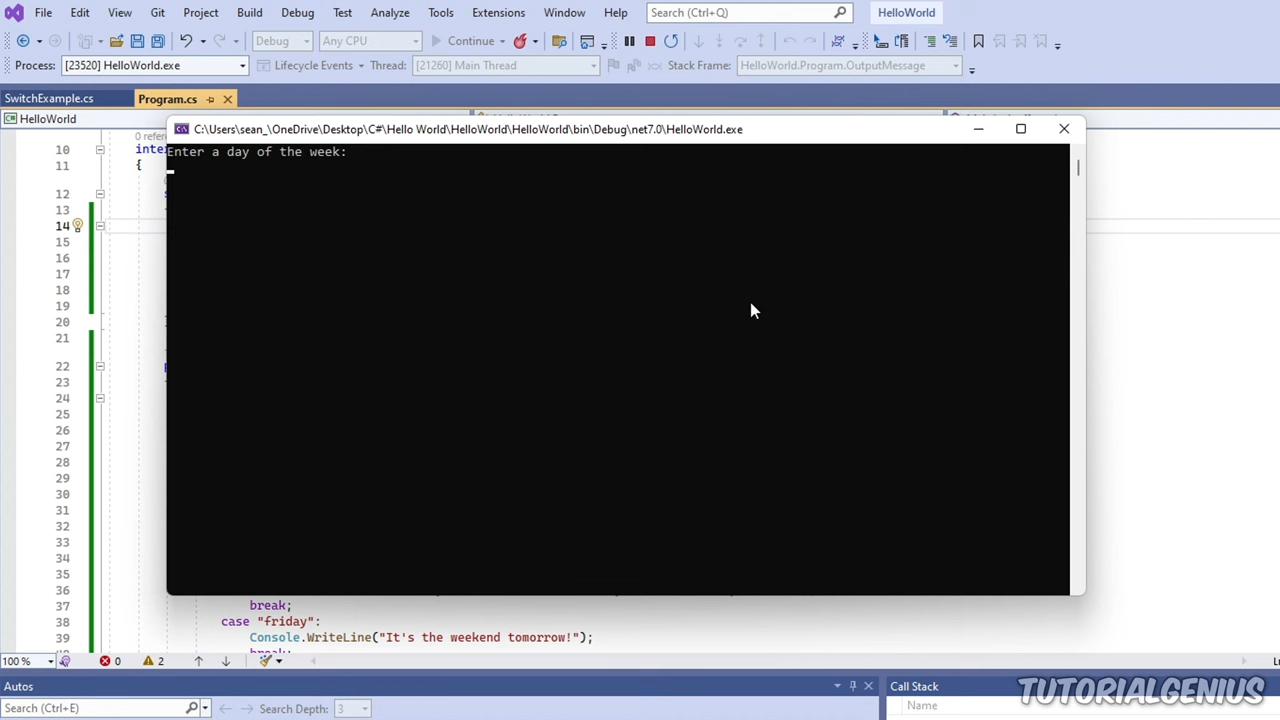 File Edit View Git Project Build Debug Test Analyze Tools Extensions Window Help Search (Ctrl+Q) HelloWorld
Debug Any CPU Continue
Process: [23520] HelloWorld.exe Lifecycle Events Thread: [21260] Main Thread Stack Frame: HelloWorld.Program.OutputMessage
SwitchExample.cs Program.cs
HelloWorld
C:\Users\sean_\OneDrive\Desktop\C#\Hello World\HelloWorld\HelloWorld\bin\Debug\net7.0\HelloWorld.exe
Enter a day of the week:
10
11 {
12
13
14
15
16
17
18
19
20
21
22
23
24
25
26
27
28
29
30
31
32
33
34
35
36
37 break;
38 case "friday":
39 Console.WriteLine("It's the weekend tomorrow!");
100 % 0 2
Autos Call Stack
Search (Ctrl+E) Search Depth: 3 Name
TUTORIALGENIUS